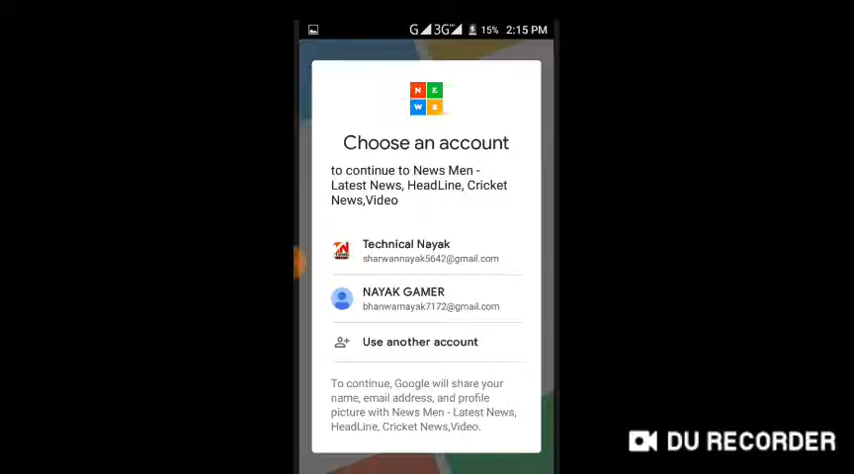 G 3G 15% 2:15 PM
N E
W S
Choose an account
to continue to News Men -
Latest News, HeadLine, Cricket
News,Video
Technical Nayak
sharwannayak5642@gmail.com
NAYAK GAMER
bhanwarnayak7172@gmail.com
Use another account
To continue, Google will share your
name, email address, and profile
picture with News Men - Latest News,
HeadLine, Cricket News,Video.
DU RECORDER